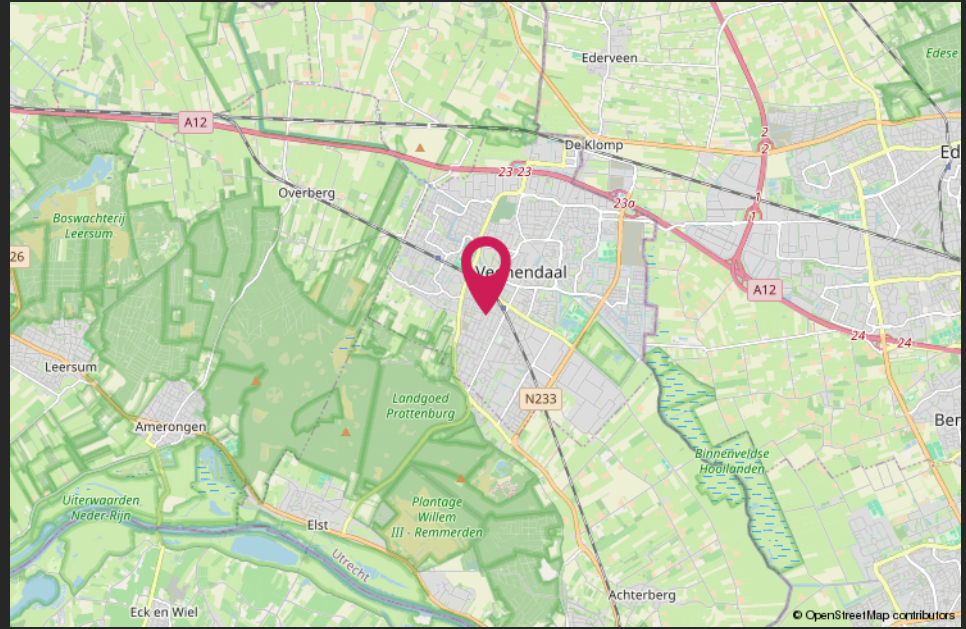 Ederveen
Edese
2
2
A12
De Klomp
Ed
23 23
Overberg
1
1
23a
Boswachterij
Leersum
26
Veenendaal
A12
24
24
Leersum
Landgoed
Prattenburg
N233
Amerongen
Ben
Binnenveldse
Hooilanden
Uiterwaarden
Neder-Rijn
Plantage
Willem
III - Remmerden
Elst
Utrecht
Achterberg
Eck en Wiel
© OpenStreetMap contributors